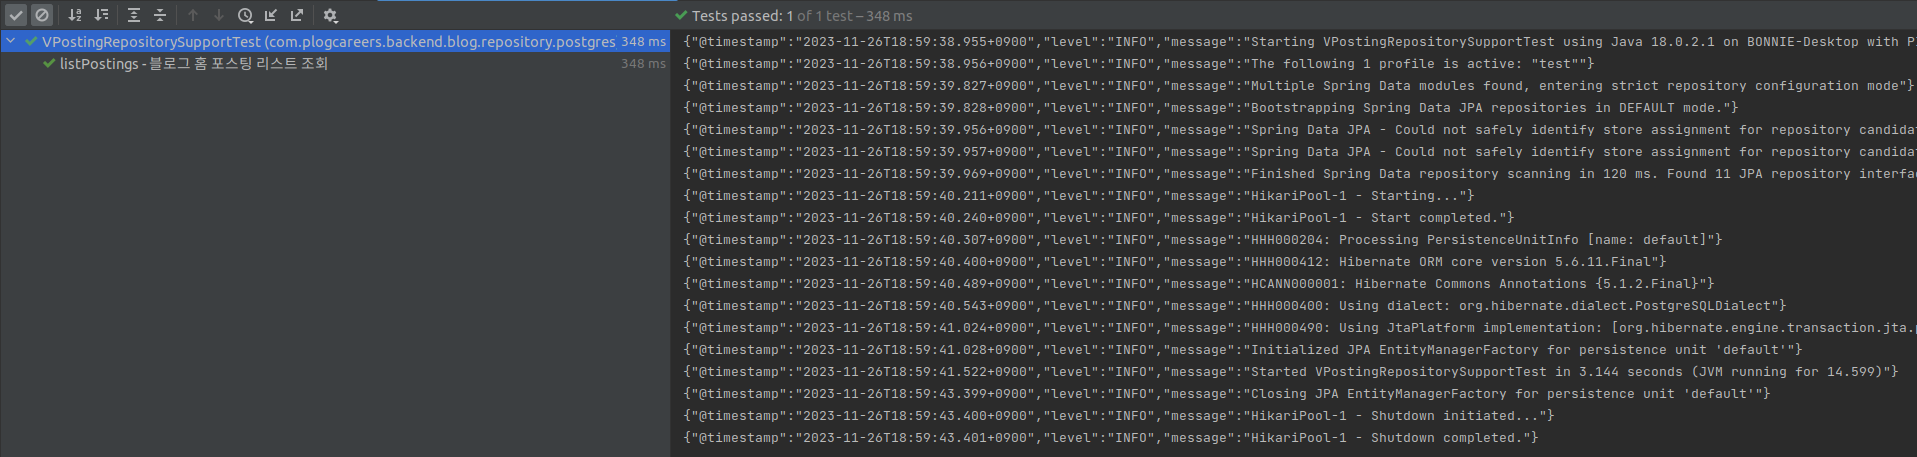 Tests passed: 1 of 1 test – 348 ms
VPostingRepositorySupportTest (com.plogcareers.backend.blog.repository.postgres 348 ms
listPostings - 블로그 홈 포스팅 리스트 조회 348 ms
{"@timestamp":"2023-11-26T18:59:38.955+0900","level":"INFO","message":"Starting VPostingRepositorySupportTest using Java 18.0.2.1 on BONNIE-Desktop with
{"@timestamp":"2023-11-26T18:59:38.956+0900","level":"INFO","message":"The following 1 profile is active: "test""}
{"@timestamp":"2023-11-26T18:59:39.827+0900","level":"INFO","message":"Multiple Spring Data modules found, entering strict repository configuration mode"}
{"@timestamp":"2023-11-26T18:59:39.828+0900","level":"INFO","message":"Bootstrapping Spring Data JPA repositories in DEFAULT mode."}
{"@timestamp":"2023-11-26T18:59:39.956+0900","level":"INFO","message":"Spring Data JPA - Could not safely identify store assignment for repository candidat
{"@timestamp":"2023-11-26T18:59:39.957+0900","level":"INFO","message":"Spring Data JPA - Could not safely identify store assignment for repository candidat
{"@timestamp":"2023-11-26T18:59:39.969+0900","level":"INFO","message":"Finished Spring Data repository scanning in 120 ms. Found 11 JPA repository interfac
{"@timestamp":"2023-11-26T18:59:40.211+0900","level":"INFO","message":"HikariPool-1 - Starting..."}
{"@timestamp":"2023-11-26T18:59:40.240+0900","level":"INFO","message":"HikariPool-1 - Start completed."}
{"@timestamp":"2023-11-26T18:59:40.307+0900","level":"INFO","message":"HHH000204: Processing PersistenceUnitInfo [name: default]"}
{"@timestamp":"2023-11-26T18:59:40.400+0900","level":"INFO","message":"HHH000412: Hibernate ORM core version 5.6.11.Final"}
{"@timestamp":"2023-11-26T18:59:40.489+0900","level":"INFO","message":"HCANN000001: Hibernate Commons Annotations {5.1.2.Final}"}
{"@timestamp":"2023-11-26T18:59:40.543+0900","level":"INFO","message":"HHH000400: Using dialect: org.hibernate.dialect.PostgreSQLDialect"}
{"@timestamp":"2023-11-26T18:59:41.024+0900","level":"INFO","message":"HHH000490: Using JtaPlatform implementation: [org.hibernate.engine.transaction.jta.p
{"@timestamp":"2023-11-26T18:59:41.028+0900","level":"INFO","message":"Initialized JPA EntityManagerFactory for persistence unit 'default'"}
{"@timestamp":"2023-11-26T18:59:41.522+0900","level":"INFO","message":"Started VPostingRepositorySupportTest in 3.144 seconds (JVM running for 14.599)"}
{"@timestamp":"2023-11-26T18:59:43.399+0900","level":"INFO","message":"Closing JPA EntityManagerFactory for persistence unit 'default'"}
{"@timestamp":"2023-11-26T18:59:43.400+0900","level":"INFO","message":"HikariPool-1 - Shutdown initiated..."}
{"@timestamp":"2023-11-26T18:59:43.401+0900","level":"INFO","message":"HikariPool-1 - Shutdown completed."}